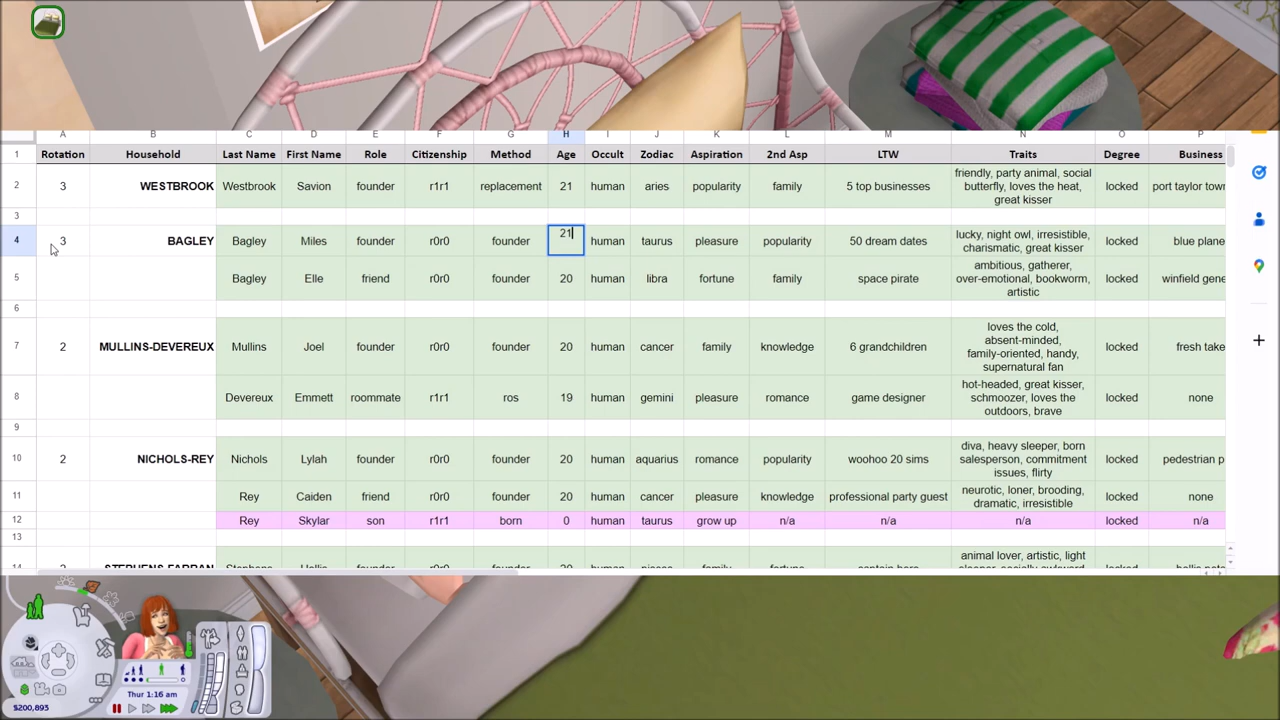 A B C D E F G H I J K L M N O P
1 Rotation Household Last Name First Name Role Citizenship Method Age Occult Zodiac Aspiration 2nd Asp LTW Traits Degree Business
2 3 WESTBROOK Westbrook Savion founder r1r1 replacement 21 human aries popularity family 5 top businesses friendly, party animal, social locked port taylor town
butterfly, loves the heat,
great kisser
3
4 3 BAGLEY Bagley Miles founder r0r0 founder 21 human taurus pleasure popularity 50 dream dates lucky, night owl, irresistible, locked blue plane
charismatic, great kisser
5 Bagley Elle friend r0r0 founder 20 human libra fortune family space pirate ambitious, gatherer, locked winfield gene
over-emotional, bookworm,
artistic
6
7 2 MULLINS-DEVEREUX Mullins Joel founder r0r0 founder 20 human cancer family knowledge 6 grandchildren loves the cold, locked fresh take
absent-minded,
family-oriented, handy,
supernatural fan
8 Devereux Emmett roommate r1r1 ros 19 human gemini pleasure romance game designer hot-headed, great kisser, locked none
schmoozer, loves the
outdoors, brave
9
10 2 NICHOLS-REY Nichols Lylah founder r0r0 founder 20 human aquarius romance popularity woohoo 20 sims diva, heavy sleeper, born locked pedestrian p
salesperson, commitment
issues, flirty
11 Rey Caiden friend r0r0 founder 20 human cancer pleasure knowledge professional party guest neurotic, loner, brooding, locked none
dramatic, irresistible
12 Rey Skylar son r1r1 born 0 human taurus grow up n/a n/a n/a locked n/a
13
animal lover, artistic, light
Thur 1:16 am
$200,893